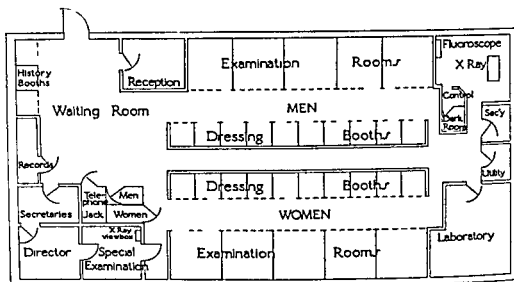 Fluoroscope
Examination Rooms
X Ray
History
Booths
Reception
Control
Waiting Room
MEN
Sec'y
Dark
Room
Dressing Booths
Records
Utility
Dressing Booths
Tele-
phone
Men
Secretaries
Jack
Women
WOMEN
X Ray
viewbox
Laboratory
Director
Special
Examination
Examination Rooms